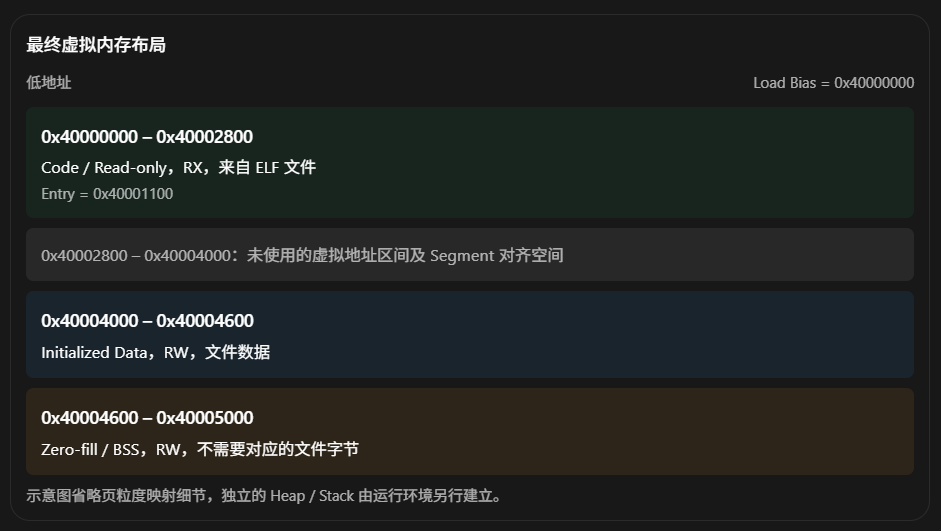 最终虚拟内存布局
低地址
Load Bias = 0x40000000
0x40000000 – 0x40002800
Code / Read-only，RX，来自 ELF 文件
Entry = 0x40001100
0x40002800 – 0x40004000：未使用的虚拟地址区间及 Segment 对齐空间
0x40004000 – 0x40004600
Initialized Data，RW，文件数据
0x40004600 – 0x40005000
Zero-fill / BSS，RW，不需要对应的文件字节
示意图省略页粒度映射细节，独立的 Heap / Stack 由运行环境另行建立。